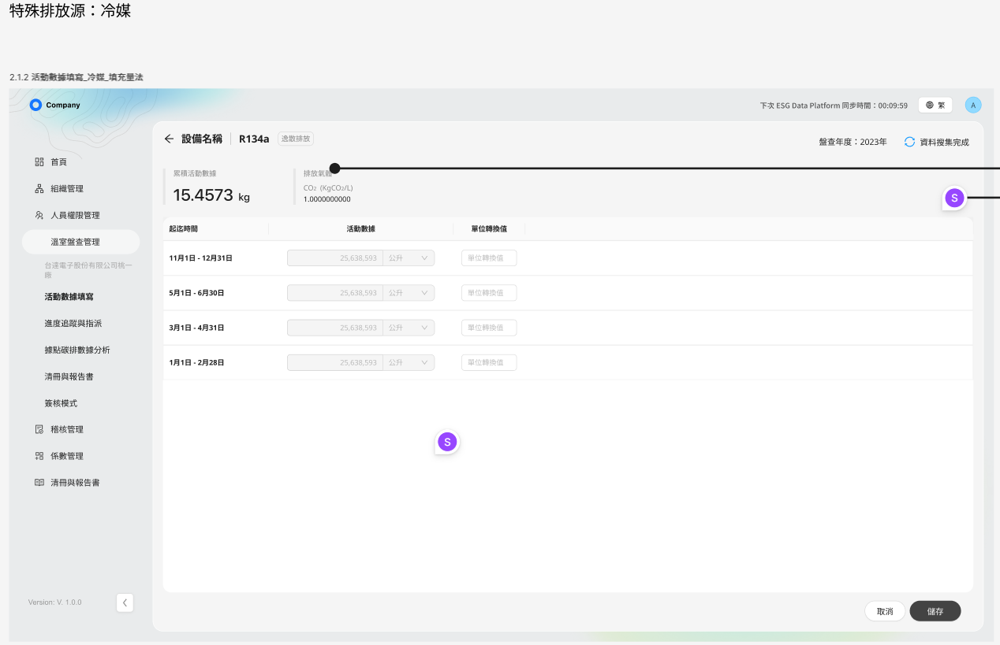 特殊排放源：冷媒
2.1.2 活動數據填寫_冷媒_填充量法
Company
下次 ESG Data Platform 同步時間：00:09:59
繁
A
設備名稱
R134a
逸散排放
盤查年度：2023年
資料搜集完成
首頁
組織管理
人員權限管理
溫室盤查管理
台達電子股份有限公司桃一
廠
活動數據填寫
進度追蹤與指派
據點碳排數據分析
清冊與報告書
簽核模式
稽核管理
係數管理
清冊與報告書
Version: V. 1.0.0
累積活動數據
15.4573 kg
排放氣體
CO₂ (KgCO₂/L)
1.0000000000
S
起迄時間 活動數據 單位轉換值
11月1日 - 12月31日 25,638,593 公升 單位轉換值
5月1日 - 6月30日 25,638,593 公升 單位轉換值
3月1日 - 4月31日 25,638,593 公升 單位轉換值
1月1日 - 2月28日 25,638,593 公升 單位轉換值
S
取消
儲存